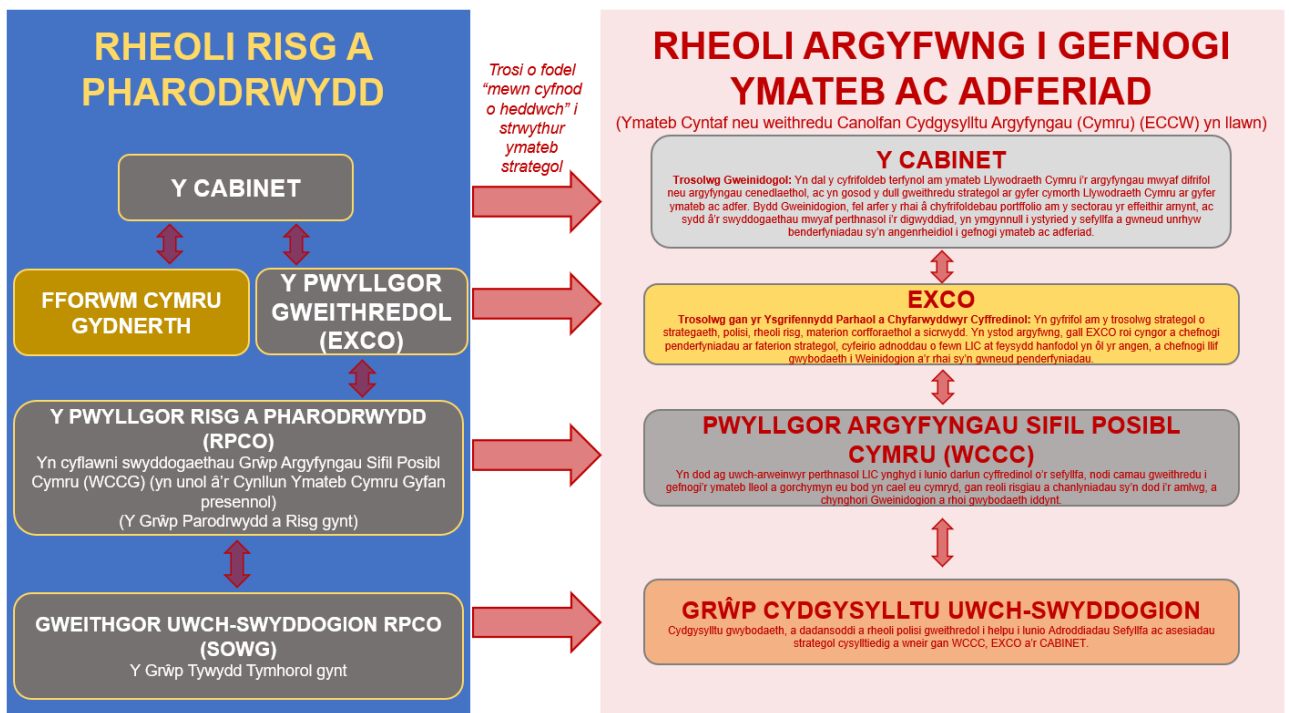 RHEOLI RISG A
PHARODRWYDD
Y CABINET
FFORWM CYMRU
GYDNERTH
Y PWYLLGOR
GWEITHREDOL
(EXCO)
Y PWYLLGOR RISG A PHARODRWYDD
(RPCO)
Yn cyflawni swyddogaethau Grŵp Argyfyngau Sifil Posibl
Cymru (WCCG) (yn unol â’r Cynllun Ymateb Cymru Gyfan
presennol)
(Y Grŵp Parodrwydd a Risg gynt)
GWEITHGOR UWCH-SWYDDOGION RPCO
(SOWG)
Y Grŵp Tywydd Tymhorol gynt
Trosi o fodel
“mewn cyfnod
o heddwch” i
strwythur
ymateb
strategol
RHEOLI ARGYFWNG I GEFNOGI
YMATEB AC ADFERIAD
(Ymateb Cyntaf neu weithredu Canolfan Cydgysylltu Argyfyngau (Cymru) (ECCW) yn llawn)
Y CABINET
Trosolwg Gweinidogol: Yn dal y cyfrifoldeb terfynol am ymateb Llywodraeth Cymru i’r argyfyngau mwyaf difrifol
neu argyfyngau cenedlaethol, ac yn gosod y dull gweithredu strategol ar gyfer cymorth Llywodraeth Cymru ar gyfer
ymateb ac adfer. Bydd Gweinidogion, fel arfer y rhai â chyfrifoldebau portffolio am y sectorau yr effeithir arnynt, ac
sydd â’r swyddogaethau mwyaf perthnasol i’r digwyddiad, yn ymgynnull i ystyried y sefyllfa a gwneud unrhyw
benderfyniadau sy’n angenrheidiol i gefnogi ymateb ac adferiad.
EXCO
Trosolwg gan yr Ysgrifennydd Parhaol a Chyfarwyddwyr Cyffredinol: Yn gyfrifol am y trosolwg strategol o
strategaeth, polisi, rheoli risg, materion corfforaethol a sicrwydd. Yn ystod argyfwng, gall EXCO roi cyngor a chefnogi
penderfyniadau ar faterion strategol, cyfeirio adnoddau o fewn LIC at feysydd hanfodol yn ôl yr angen, a chefnogi llif
gwybodaeth i Weinidogion a’r rhai sy’n gwneud penderfyniadau.
PWYLLGOR ARGYFYNGAU SIFIL POSIBL
CYMRU (WCCC)
Yn dod ag uwch-arweinwyr perthnasol LIC ynghyd i lunio darlun cyffredinol o’r sefyllfa, nodi camau gweithredu i
gefnogi’r ymateb lleol a gorchymyn eu bod yn cael eu cymryd, gan reoli risgiau a chanlyniadau sy’n dod i’r amlwg, a
chynghori Gweinidogion a rhoi gwybodaeth iddynt.
GRŴP CYDGYSYLLTU UWCH-SWYDDOGION
Cydgysylltu gwybodaeth, a dadansoddi a rheoli polisi gweithredol i helpu i lunio Adroddiadau Sefyllfa ac asesiadau
strategol cysylltiedig a wneir gan WCCC, EXCO a’r CABINET.